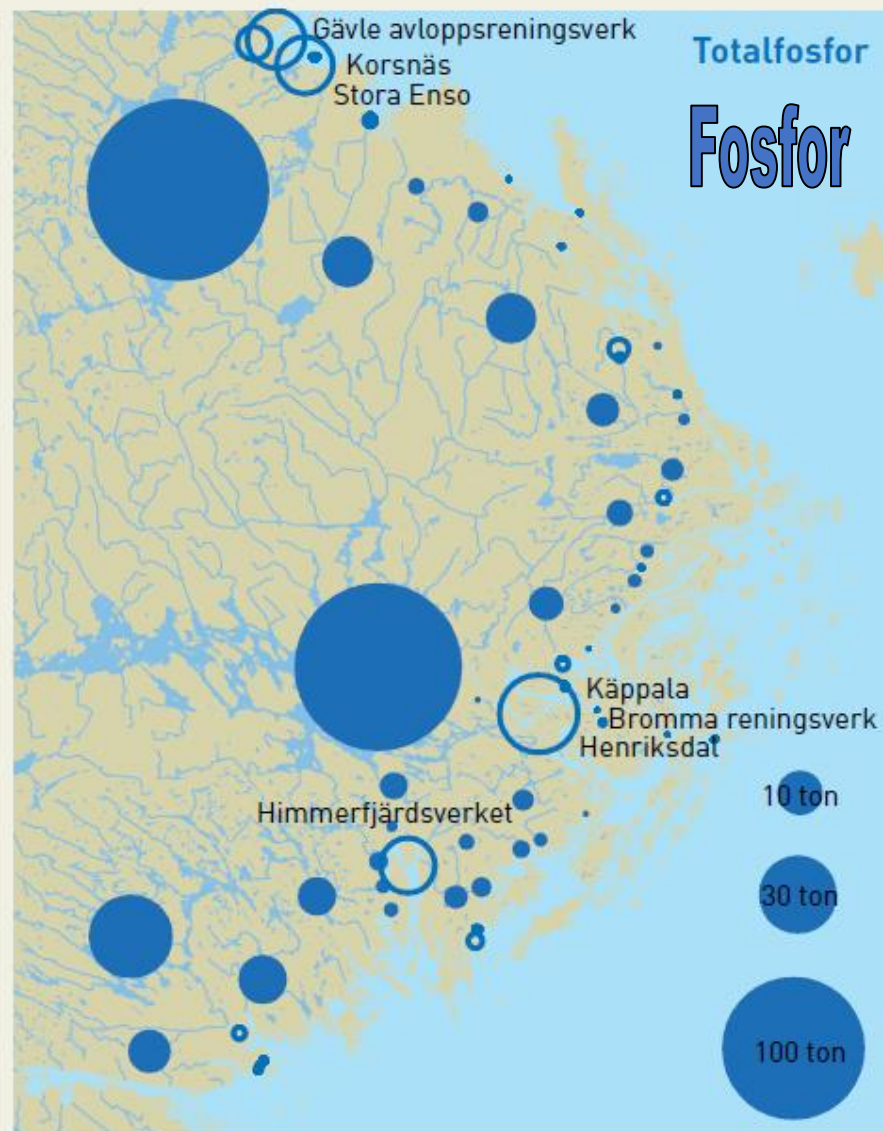 Gävle avloppsreningsverk
Totalfosfor
Korsnäs
Stora Enso
Fosfor
Käppala
Bromma reningsverk
Henriksdal
Himmerfjärdsverket
10 ton
30 ton
100 ton